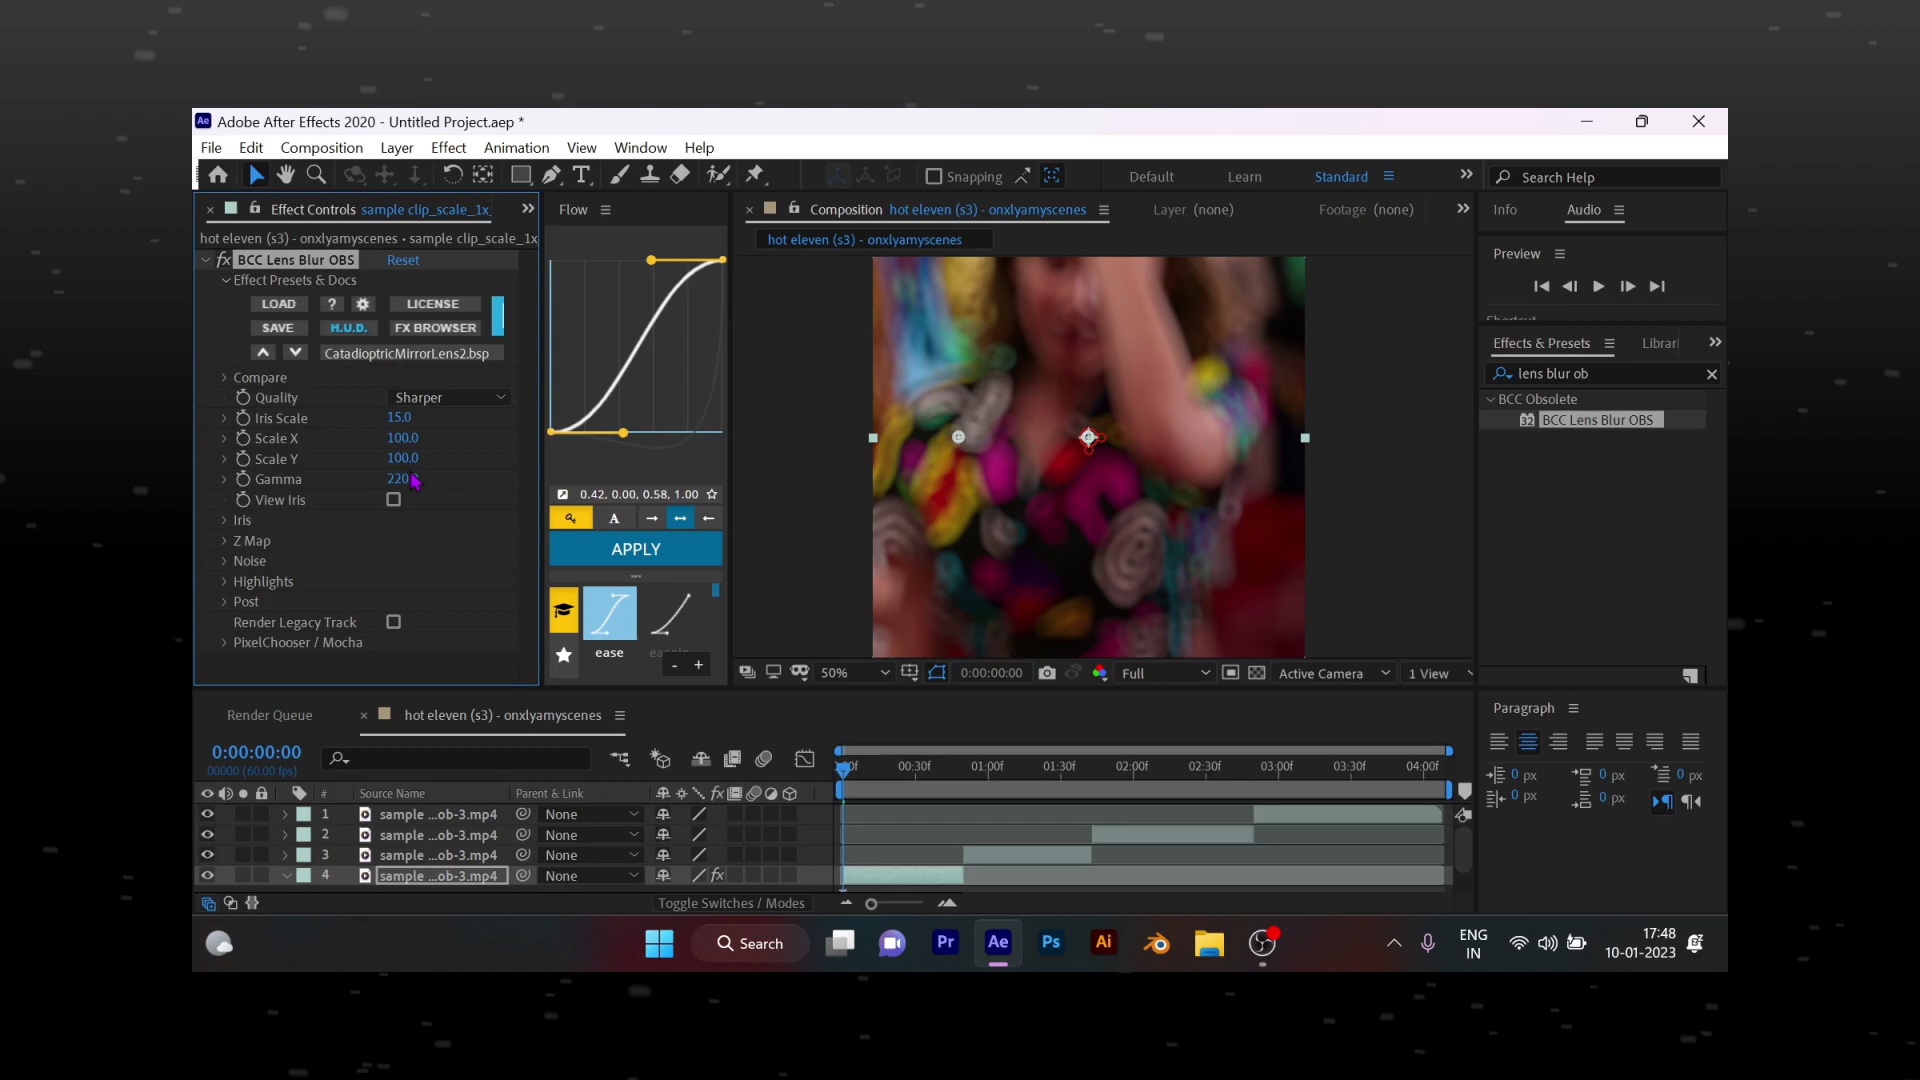 Ae Adobe After Effects 2020 - Untitled Project.aep *
File Edit Composition Layer Effect Animation View Window Help
Snapping Default Learn Standard Search Help
Effect Controls sample clip_scale_1x
Flow
Composition hot eleven (s3) - onxlyamyscenes
Layer (none)
Footage (none)
Info Audio
hot eleven (s3) - onxlyamyscenes • sample clip_scale_1x
hot eleven (s3) - onxlyamyscenes
fx BCC Lens Blur OBS Reset
Effect Presets & Docs
LOAD ? LICENSE
SAVE H.U.D. FX BROWSER
CatadioptricMirrorLens2.bsp
Compare
Quality Sharper
Iris Scale 15.0
Scale X 100.0
Scale Y 100.0
Gamma 220
View Iris
Iris
Z Map
Noise
Highlights
Post
Render Legacy Track
PixelChooser / Mocha
0.42, 0.00, 0.58, 1.00
A
APPLY
ease
- +
50% 0:00:00:00 Full Active Camera 1 View
Preview
Effects & Presets Librari
lens blur ob
BCC Obsolete
32 BCC Lens Blur OBS
Render Queue
hot eleven (s3) - onxlyamyscenes
0:00:00:00
00000 (60.00 fps)
00:30f 01:00f 01:30f 02:00f 02:30f 03:00f 03:30f 04:00f
# Source Name Parent & Link fx
1 sample ...ob-3.mp4 None
2 sample ...ob-3.mp4 None
3 sample ...ob-3.mp4 None
4 sample ...ob-3.mp4 None fx
Toggle Switches / Modes
Paragraph
0 px 0 px 0 px
0 px 0 px
Search Pr Ae Ps Ai
ENG
IN
17:48
10-01-2023